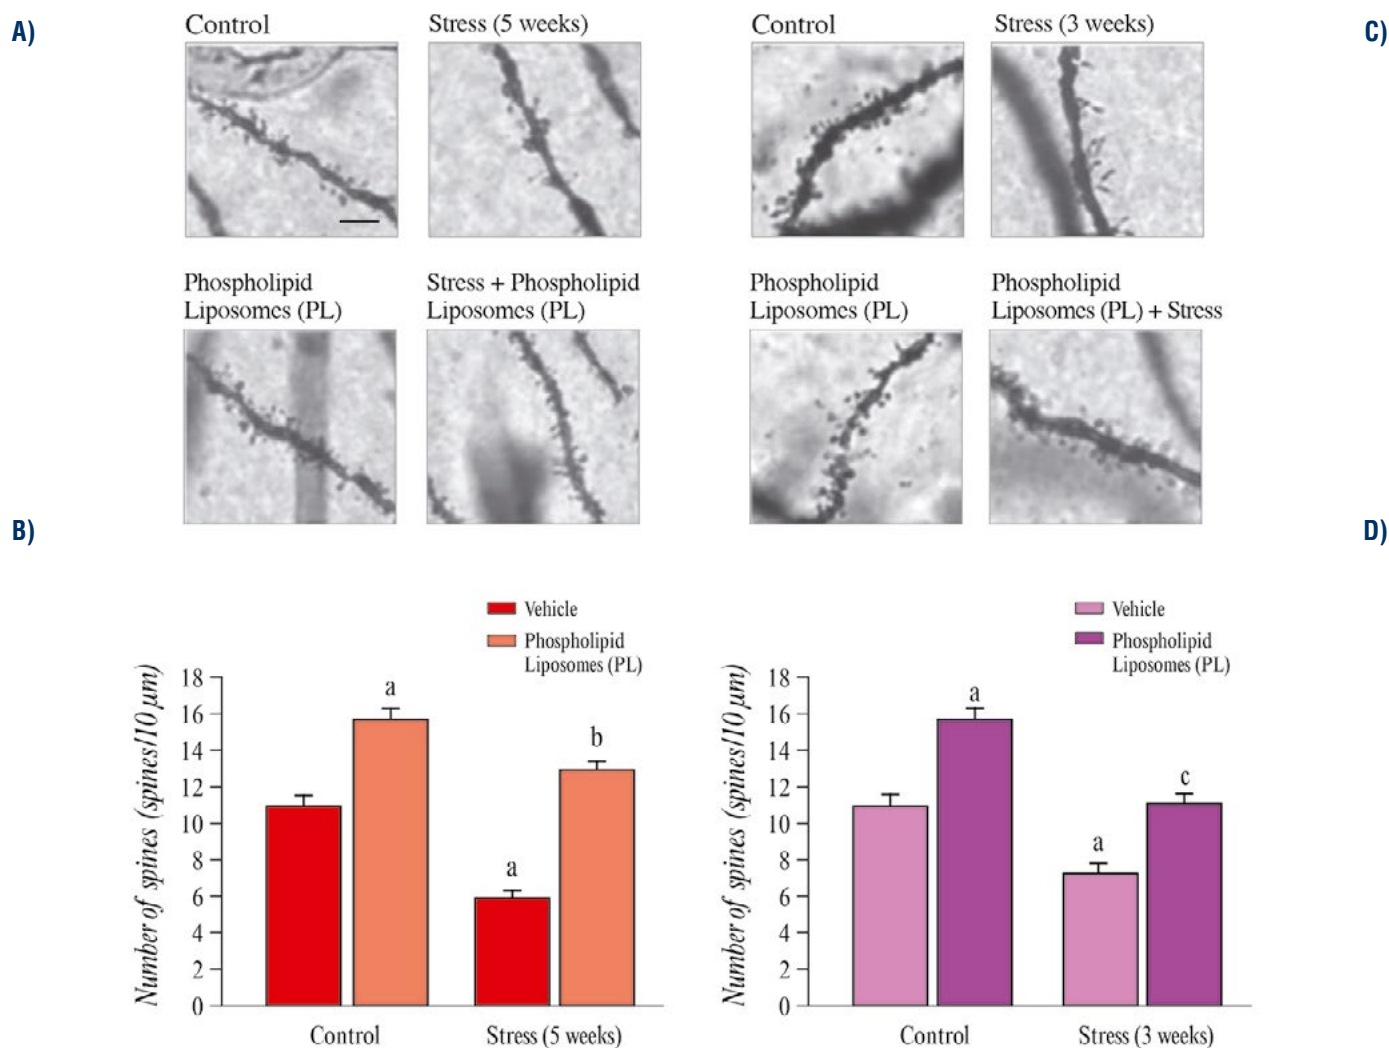 A)
Control
Stress (5 weeks)
Control
Stress (3 weeks)
C)
Phospholipid
Liposomes (PL)
Stress + Phospholipid
Liposomes (PL)
Phospholipid
Liposomes (PL)
Phospholipid
Liposomes (PL) + Stress
B)
D)
Vehicle
Phospholipid
Liposomes (PL)
Number of spines (spines/10 µm)
18
16
14
12
10
8
6
4
2
0
a
a
b
Control
Stress (5 weeks)
Vehicle
Phospholipid
Liposomes (PL)
Number of spines (spines/10 µm)
18
16
14
12
10
8
6
4
2
0
a
a
c
Control
Stress (3 weeks)